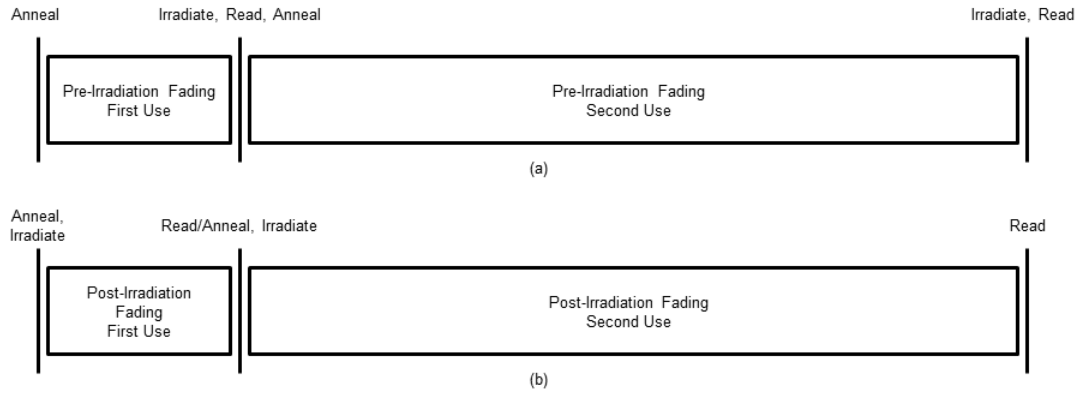 Anneal Irradiate, Read, Anneal Irradiate, Read
Pre-Irradiation Fading
First Use
Pre-Irradiation Fading
Second Use
(a)
Anneal,
Irradiate
Read/Anneal, Irradiate
Read
Post-Irradiation
Fading
First Use
Post-Irradiation Fading
Second Use
(b)